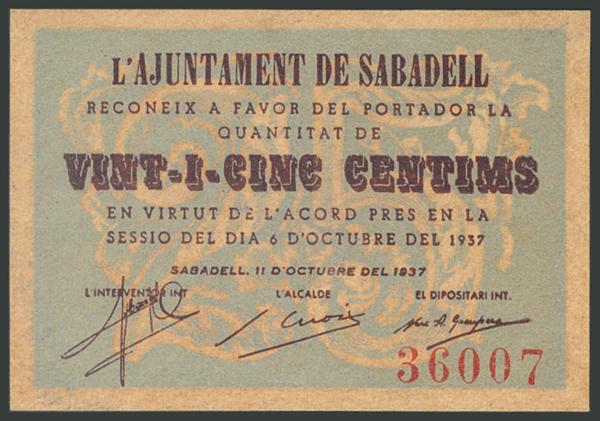 L'AJUNTAMENT DE SABADELL
RECONEIX A FAVOR DEL PORTADOR LA
QUANTITAT DE
VINT-I-CINC CENTIMS
EN VIRTUT DE L'ACORD PRES EN LA
SESSIO DEL DIA 6 D'OCTUBRE DEL 1937
SABADELL. 11 D'OCTUBRE DEL 1937
L'INTERVENTOR INT. L'ALCALDE EL DIPOSITARI INT.
36007